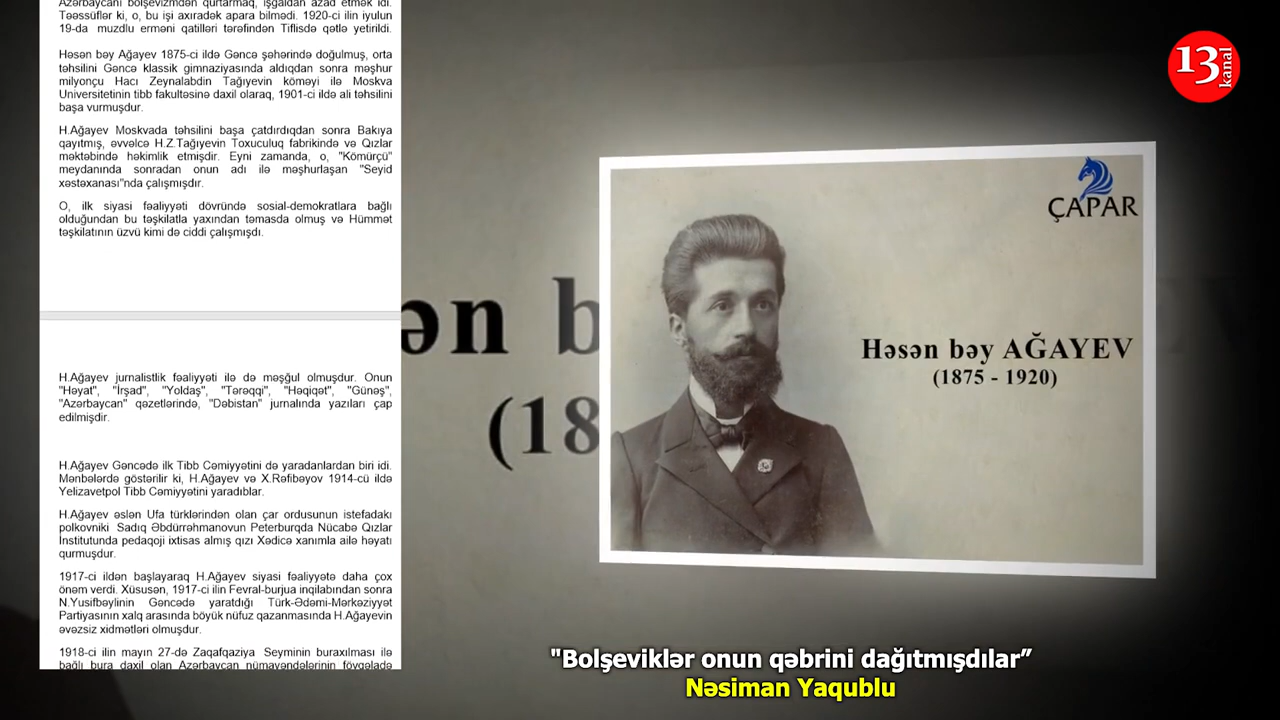 Azərbaycanı bolşevizmdən qurtarmaq, işğaldan azad etmək idi.
Təəssüflər ki, o, bu işi axıradək apara bilmədi. 1920-ci ilin iyulun
19-da muzdlu erməni qatilləri tərəfindən Tiflisdə qətlə yetirildi.
Həsən bəy Ağayev 1875-ci ildə Gəncə şəhərində doğulmuş, orta
təhsilini Gəncə klassik gimnaziyasında aldıqdan sonra məşhur
milyonçu Hacı Zeynalabdin Tağıyevin köməyi ilə Moskva
Universitetinin tibb fakultəsinə daxil olaraq, 1901-ci ildə ali təhsilini
başa vurmuşdur.
H.Ağayev Moskvada təhsilini başa çatdırdıqdan sonra Bakıya
qayıtmış, əvvəlcə H.Z.Tağıyevin Toxuculuq fabrikində və Qızlar
məktəbində həkimlik etmişdir. Eyni zamanda, o, "Kömürçü"
meydanında sonradan onun adı ilə məşhurlaşan "Seyid
xəstəxanası"nda çalışmışdır.
O, ilk siyasi fəaliyyəti dövründə sosial-demokratlara bağlı
olduğundan bu təşkilatla yaxından təmasda olmuş və Hümmət
təşkilatının üzvü kimi də ciddi çalışmışdı.
H.Ağayev jurnalistlik fəaliyyəti ilə də məşğul olmuşdur. Onun
"Həyat", "İrşad", "Yoldaş", "Tərəqqi", "Həqiqət", "Günəş",
"Azərbaycan" qəzetlərində, "Dəbistan" jurnalında yazıları çap
edilmişdir.
H.Ağayev Gəncədə ilk Tibb Cəmiyyətini də yaradanlardan biri idi.
Mənbələrdə göstərilir ki, H.Ağayev və X.Rəfibəyov 1914-cü ildə
Yelizavetpol Tibb Cəmiyyətini yaradıblar.
H.Ağayev əslən Ufa türklərindən olan çar ordusunun istefadakı
polkovniki Sadıq Əbdürrəhmanovun Peterburqda Nücabə Qızlar
İnstitutunda pedaqoji ixtisas almış qızı Xədicə xanımla ailə həyatı
qurmuşdur.
1917-ci ildən başlayaraq H.Ağayev siyasi fəaliyyətə daha çox
önəm verdi. Xüsusən, 1917-ci ilin Fevral-burjua inqilabından sonra
N.Yusifbəylinin Gəncədə yaratdığı Türk-Ədəmi-Mərkəziyyət
Partiyasının xalq arasında böyük nüfuz qazanmasında H.Ağayevin
əvəzsiz xidmətləri olmuşdur.
1918-ci ilin mayın 27-də Zaqafqaziya Seyminin buraxılması ilə
bağlı bura daxil olan Azərbaycan nümayəndələrinin fövqəladə
ən b
(18
13
kanal
ÇAPAR
Həsən bəy AĞAYEV
(1875 - 1920)
"Bolşeviklər onun qəbrini dağıtmışdılar”
Nəsiman Yaqublu